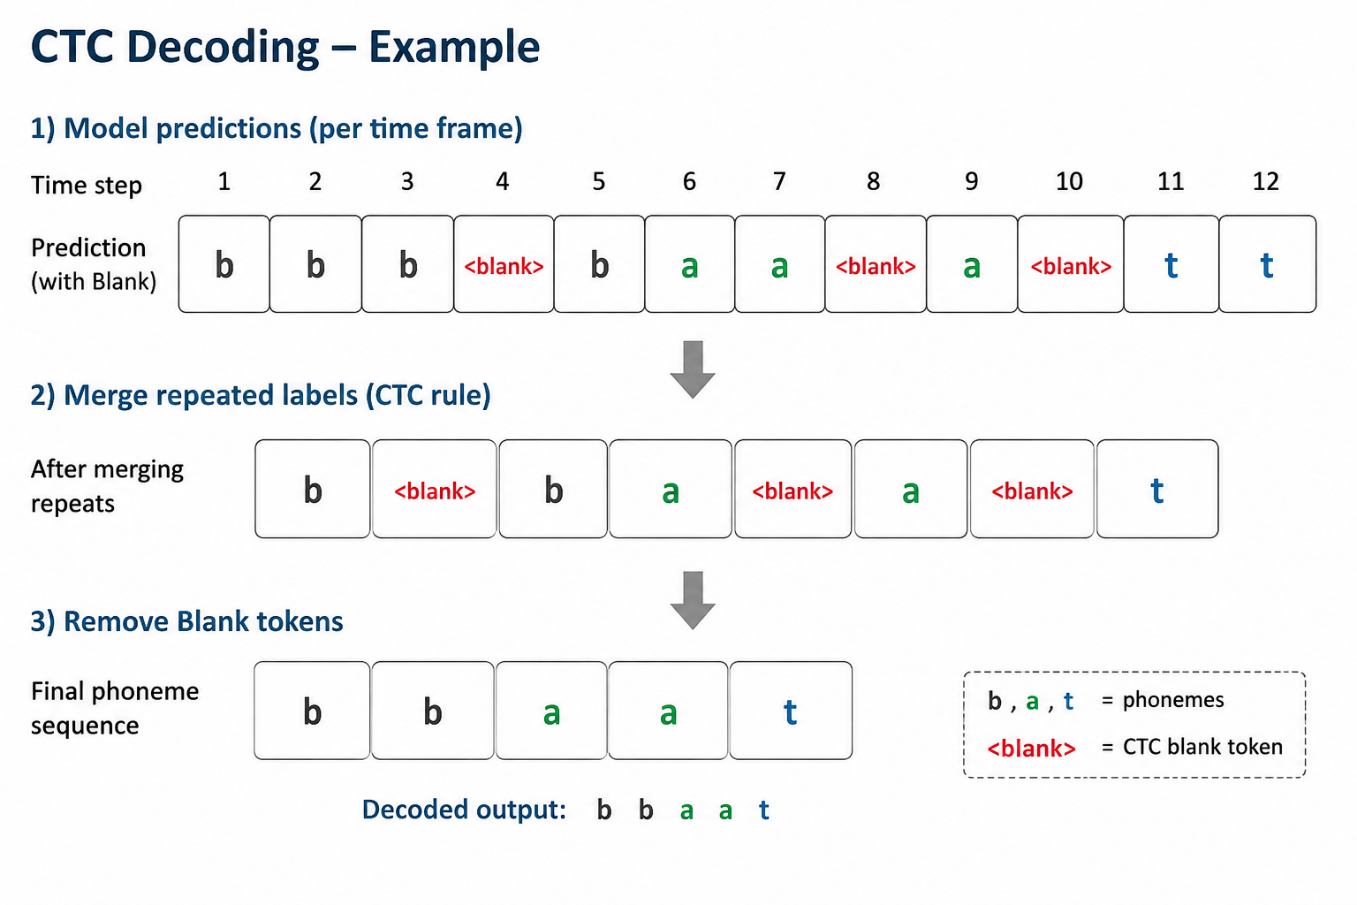 CTC Decoding – Example
1) Model predictions (per time frame)
Time step 1 2 3 4 5 6 7 8 9 10 11 12
Prediction
(with Blank)
b b b <blank> b a a <blank> a <blank> t t
2) Merge repeated labels (CTC rule)
After merging
repeats
b <blank> b a <blank> a <blank> t
3) Remove Blank tokens
Final phoneme
sequence
b b a a t
b , a , t = phonemes
<blank> = CTC blank token
Decoded output: b b a a t